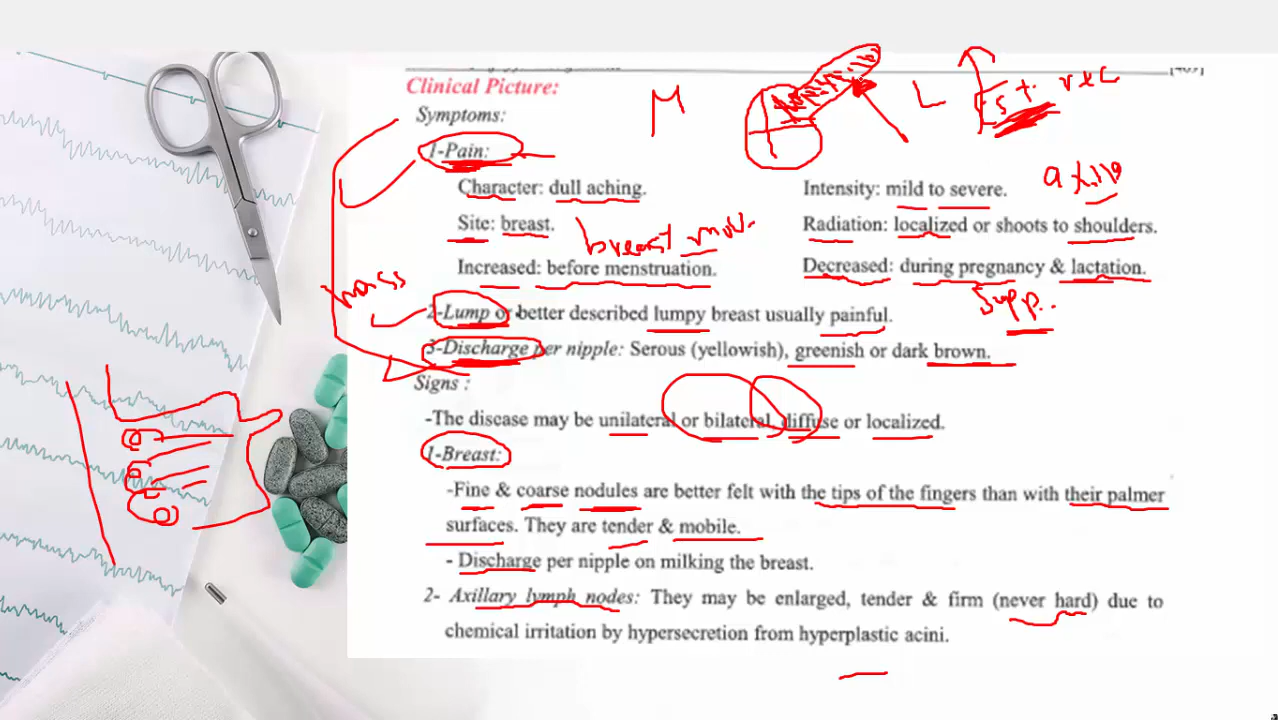 Clinical Picture:
M
L
Symptoms:
1-Pain:
Character: dull aching.
Intensity: mild to severe.
Site: breast.
Radiation: localized or shoots to shoulders.
breast mov.
Increased: before menstruation.
Decreased: during pregnancy & lactation.
Supp.
2-Lump or better described lumpy breast usually painful.
3-Discharge per nipple: Serous (yellowish), greenish or dark brown.
Signs :
-The disease may be unilateral or bilateral, diffuse or localized.
1-Breast:
-Fine & coarse nodules are better felt with the tips of the fingers than with their palmer
surfaces. They are tender & mobile.
- Discharge per nipple on milking the breast.
2- Axillary lymph nodes: They may be enlarged, tender & firm (never hard) due to
chemical irritation by hypersecretion from hyperplastic acini.